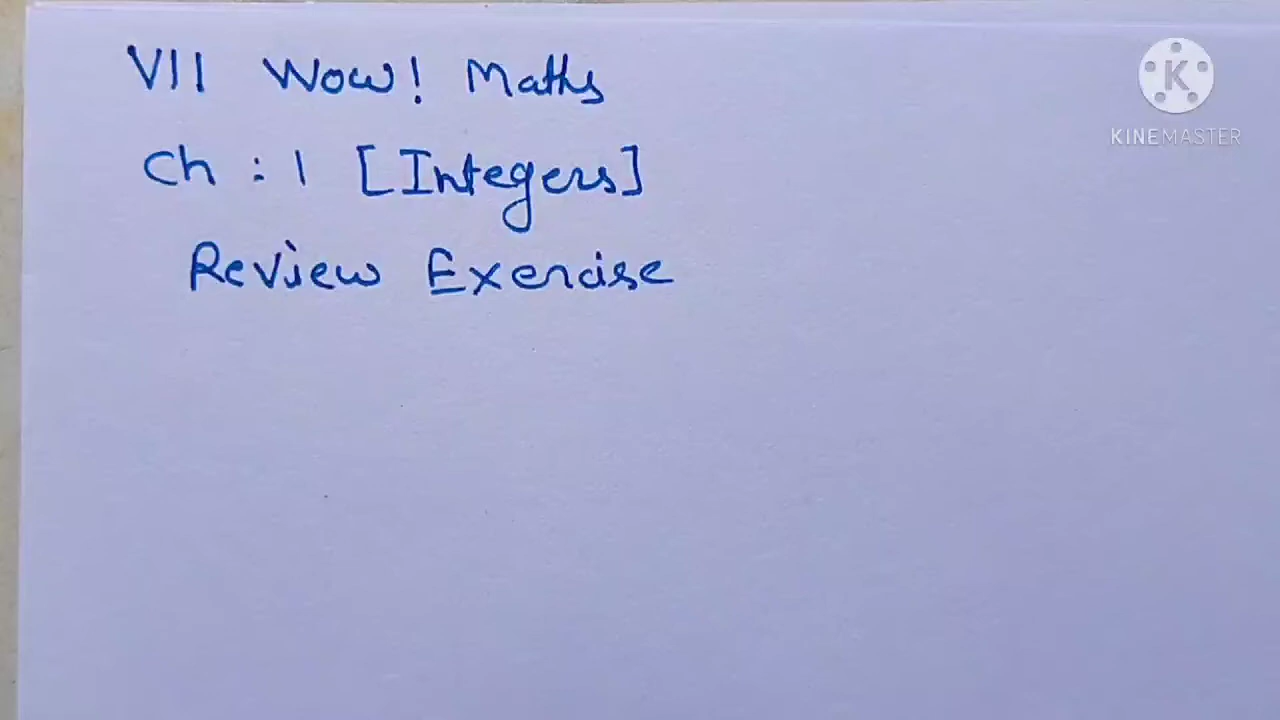 VII Wow! Maths
Ch : 1 [Integers]
Review Exercise
K
KINEMASTER